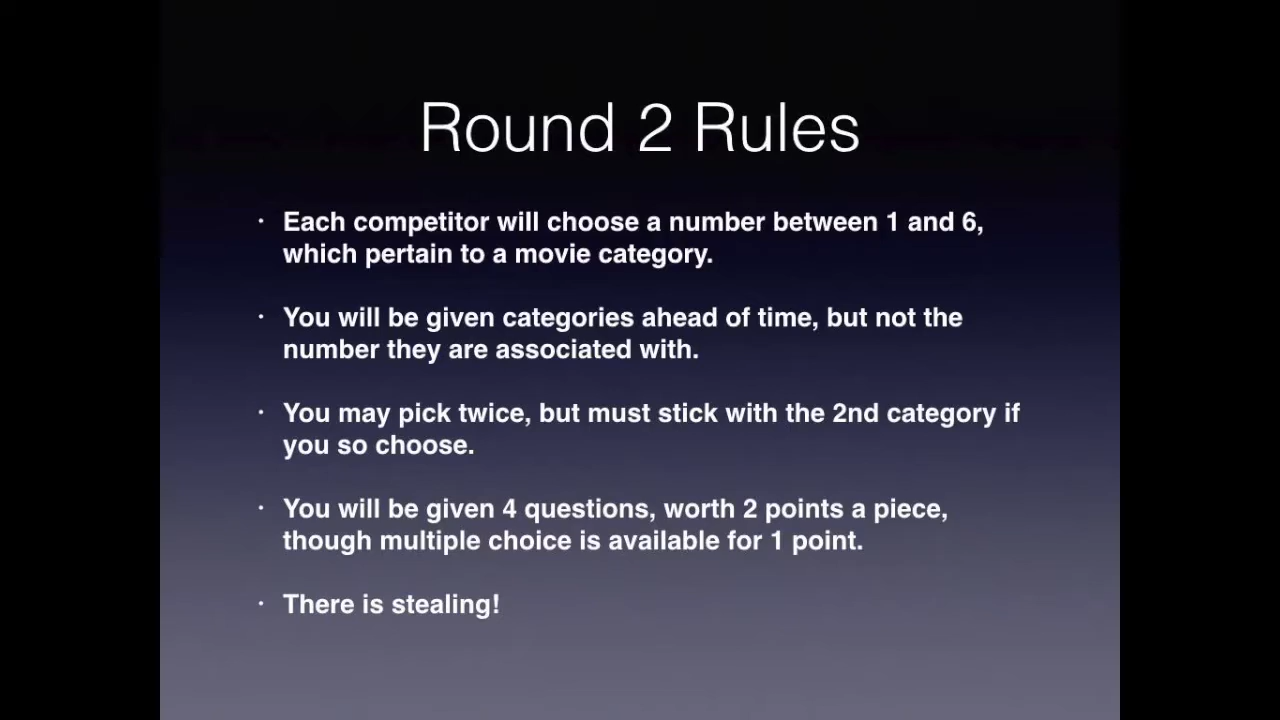 Round 2 Rules
• Each competitor will choose a number between 1 and 6,
which pertain to a movie category.
• You will be given categories ahead of time, but not the
number they are associated with.
• You may pick twice, but must stick with the 2nd category if
you so choose.
• You will be given 4 questions, worth 2 points a piece,
though multiple choice is available for 1 point.
• There is stealing!